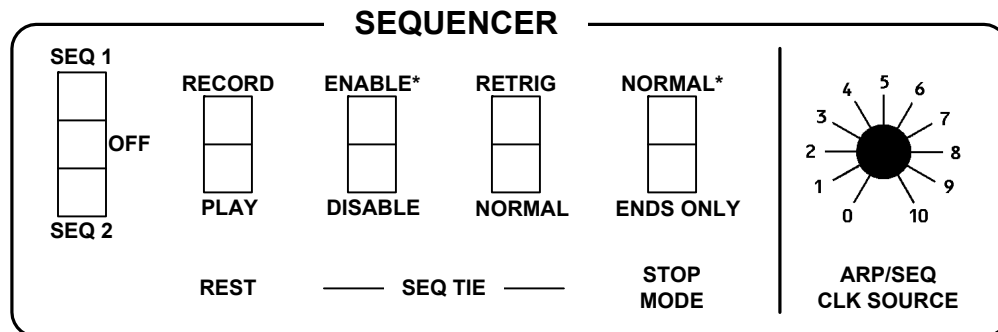 SEQUENCER
SEQ 1
OFF
SEQ 2
RECORD
PLAY
REST
ENABLE*
DISABLE
RETRIG
NORMAL
SEQ TIE
NORMAL*
ENDS ONLY
STOP
MODE
0
1
2
3
4
5
6
7
8
9
10
ARP/SEQ
CLK SOURCE